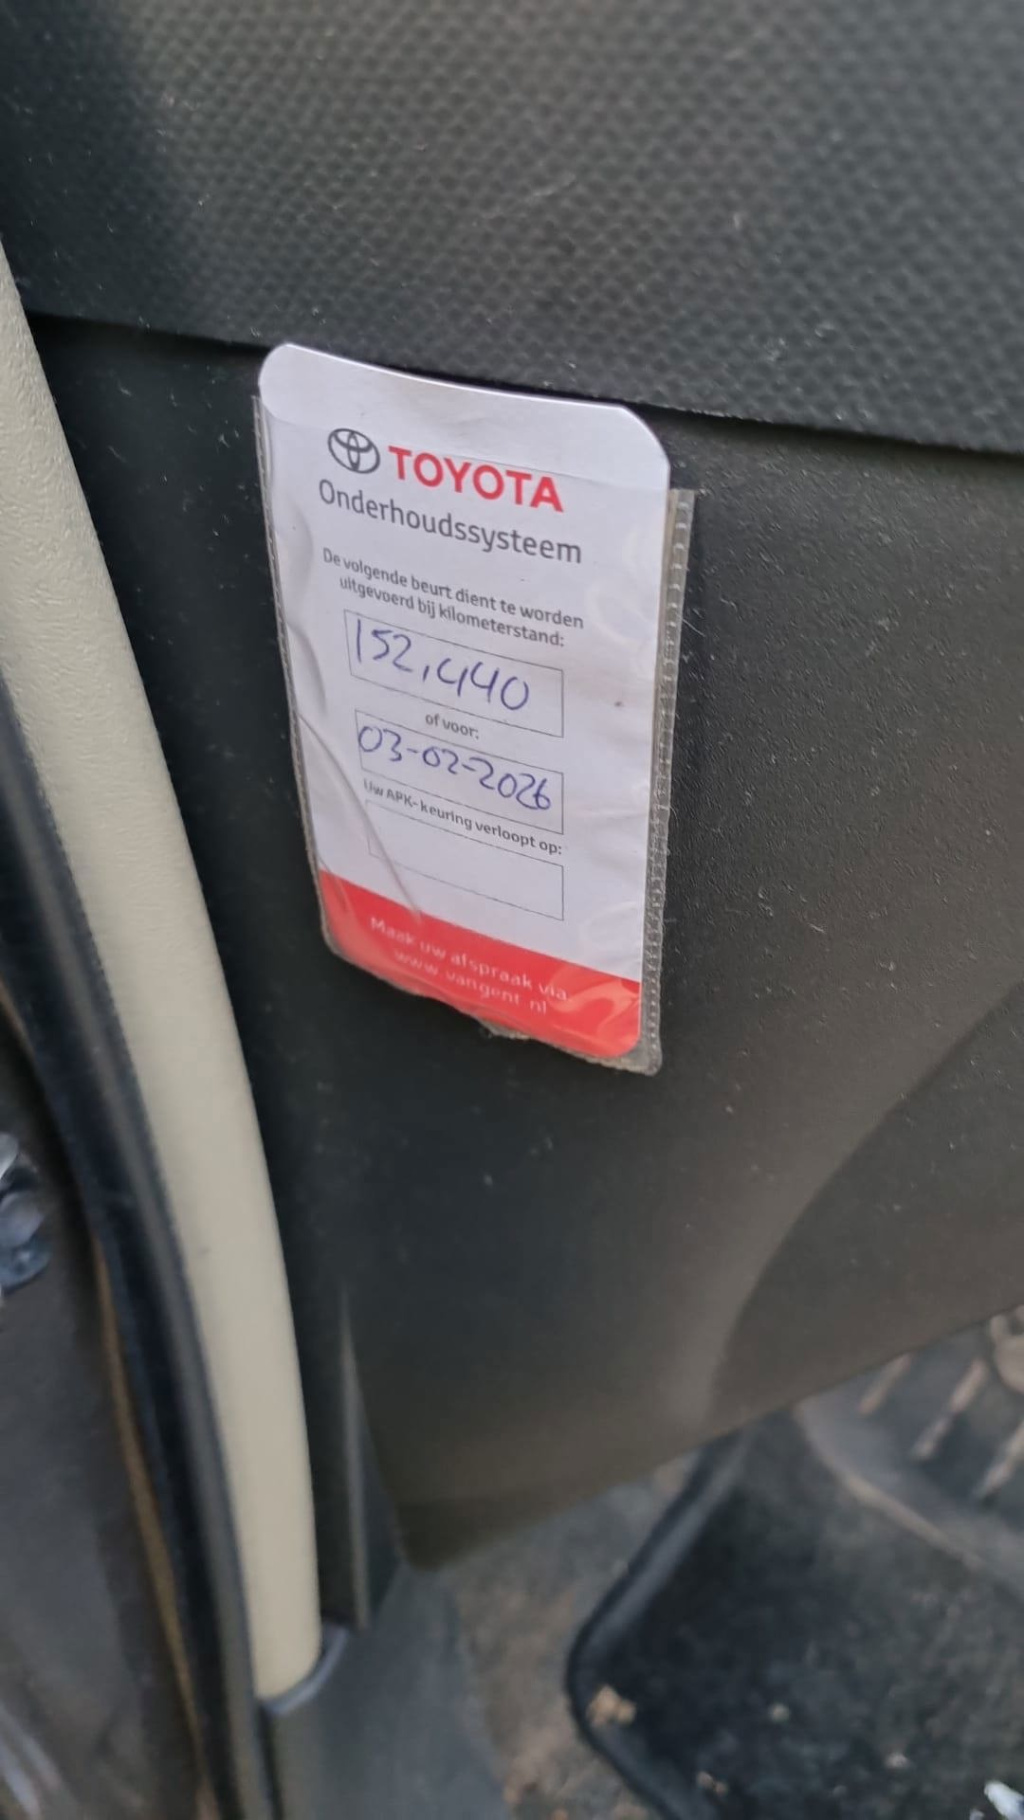 TOYOTA
Onderhoudssysteem
De volgende beurt dient te worden
uitgevoerd bij kilometerstand:
152,440
of voor:
03-02-2026
Uw APK-keuring verloopt op:
Maak uw afspraak via
www.vangent.nl